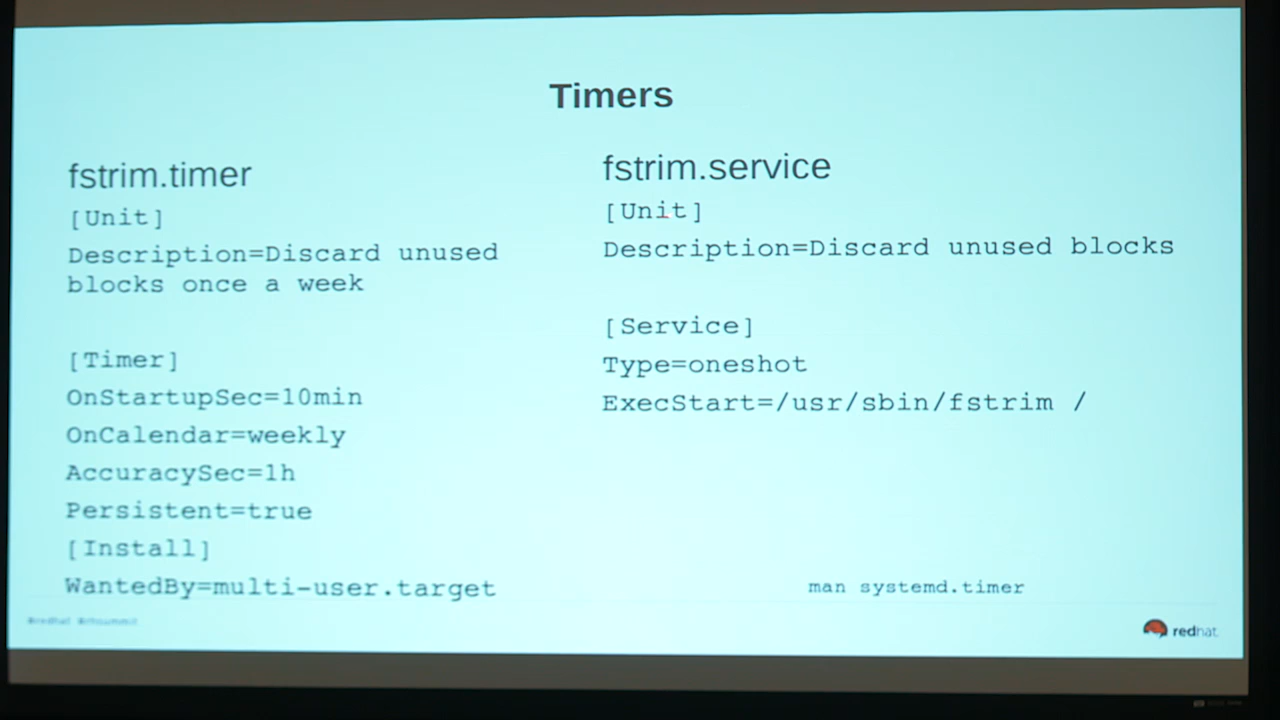 Timers
fstrim.timer
[Unit]
Description=Discard unused
blocks once a week
[Timer]
OnStartupSec=10min
OnCalendar=weekly
AccuracySec=1h
Persistent=true
[Install]
WantedBy=multi-user.target
fstrim.service
[Unit]
Description=Discard unused blocks
[Service]
Type=oneshot
ExecStart=/usr/sbin/fstrim /
man systemd.timer
#redhat #rhsummit
redhat